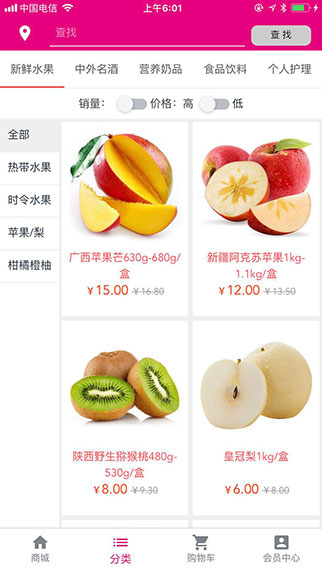 中国电信 上午6:01
查找 查 找
新鲜水果 中外名酒 营养奶品 食品饮料 个人护理
销量： 价格：高 低
全部
热带水果
时令水果
苹果/梨
柑橘橙柚
广西苹果芒630g-680g/
盒
￥15.00 ￥16.80
新疆阿克苏苹果1kg-
1.1kg/盒
￥12.00 ￥13.50
陕西野生猕猴桃480g-
530g/盒
￥8.00 ￥9.30
皇冠梨1kg/盒
￥6.00 ￥8.00
商城 分类 购物车 会员中心